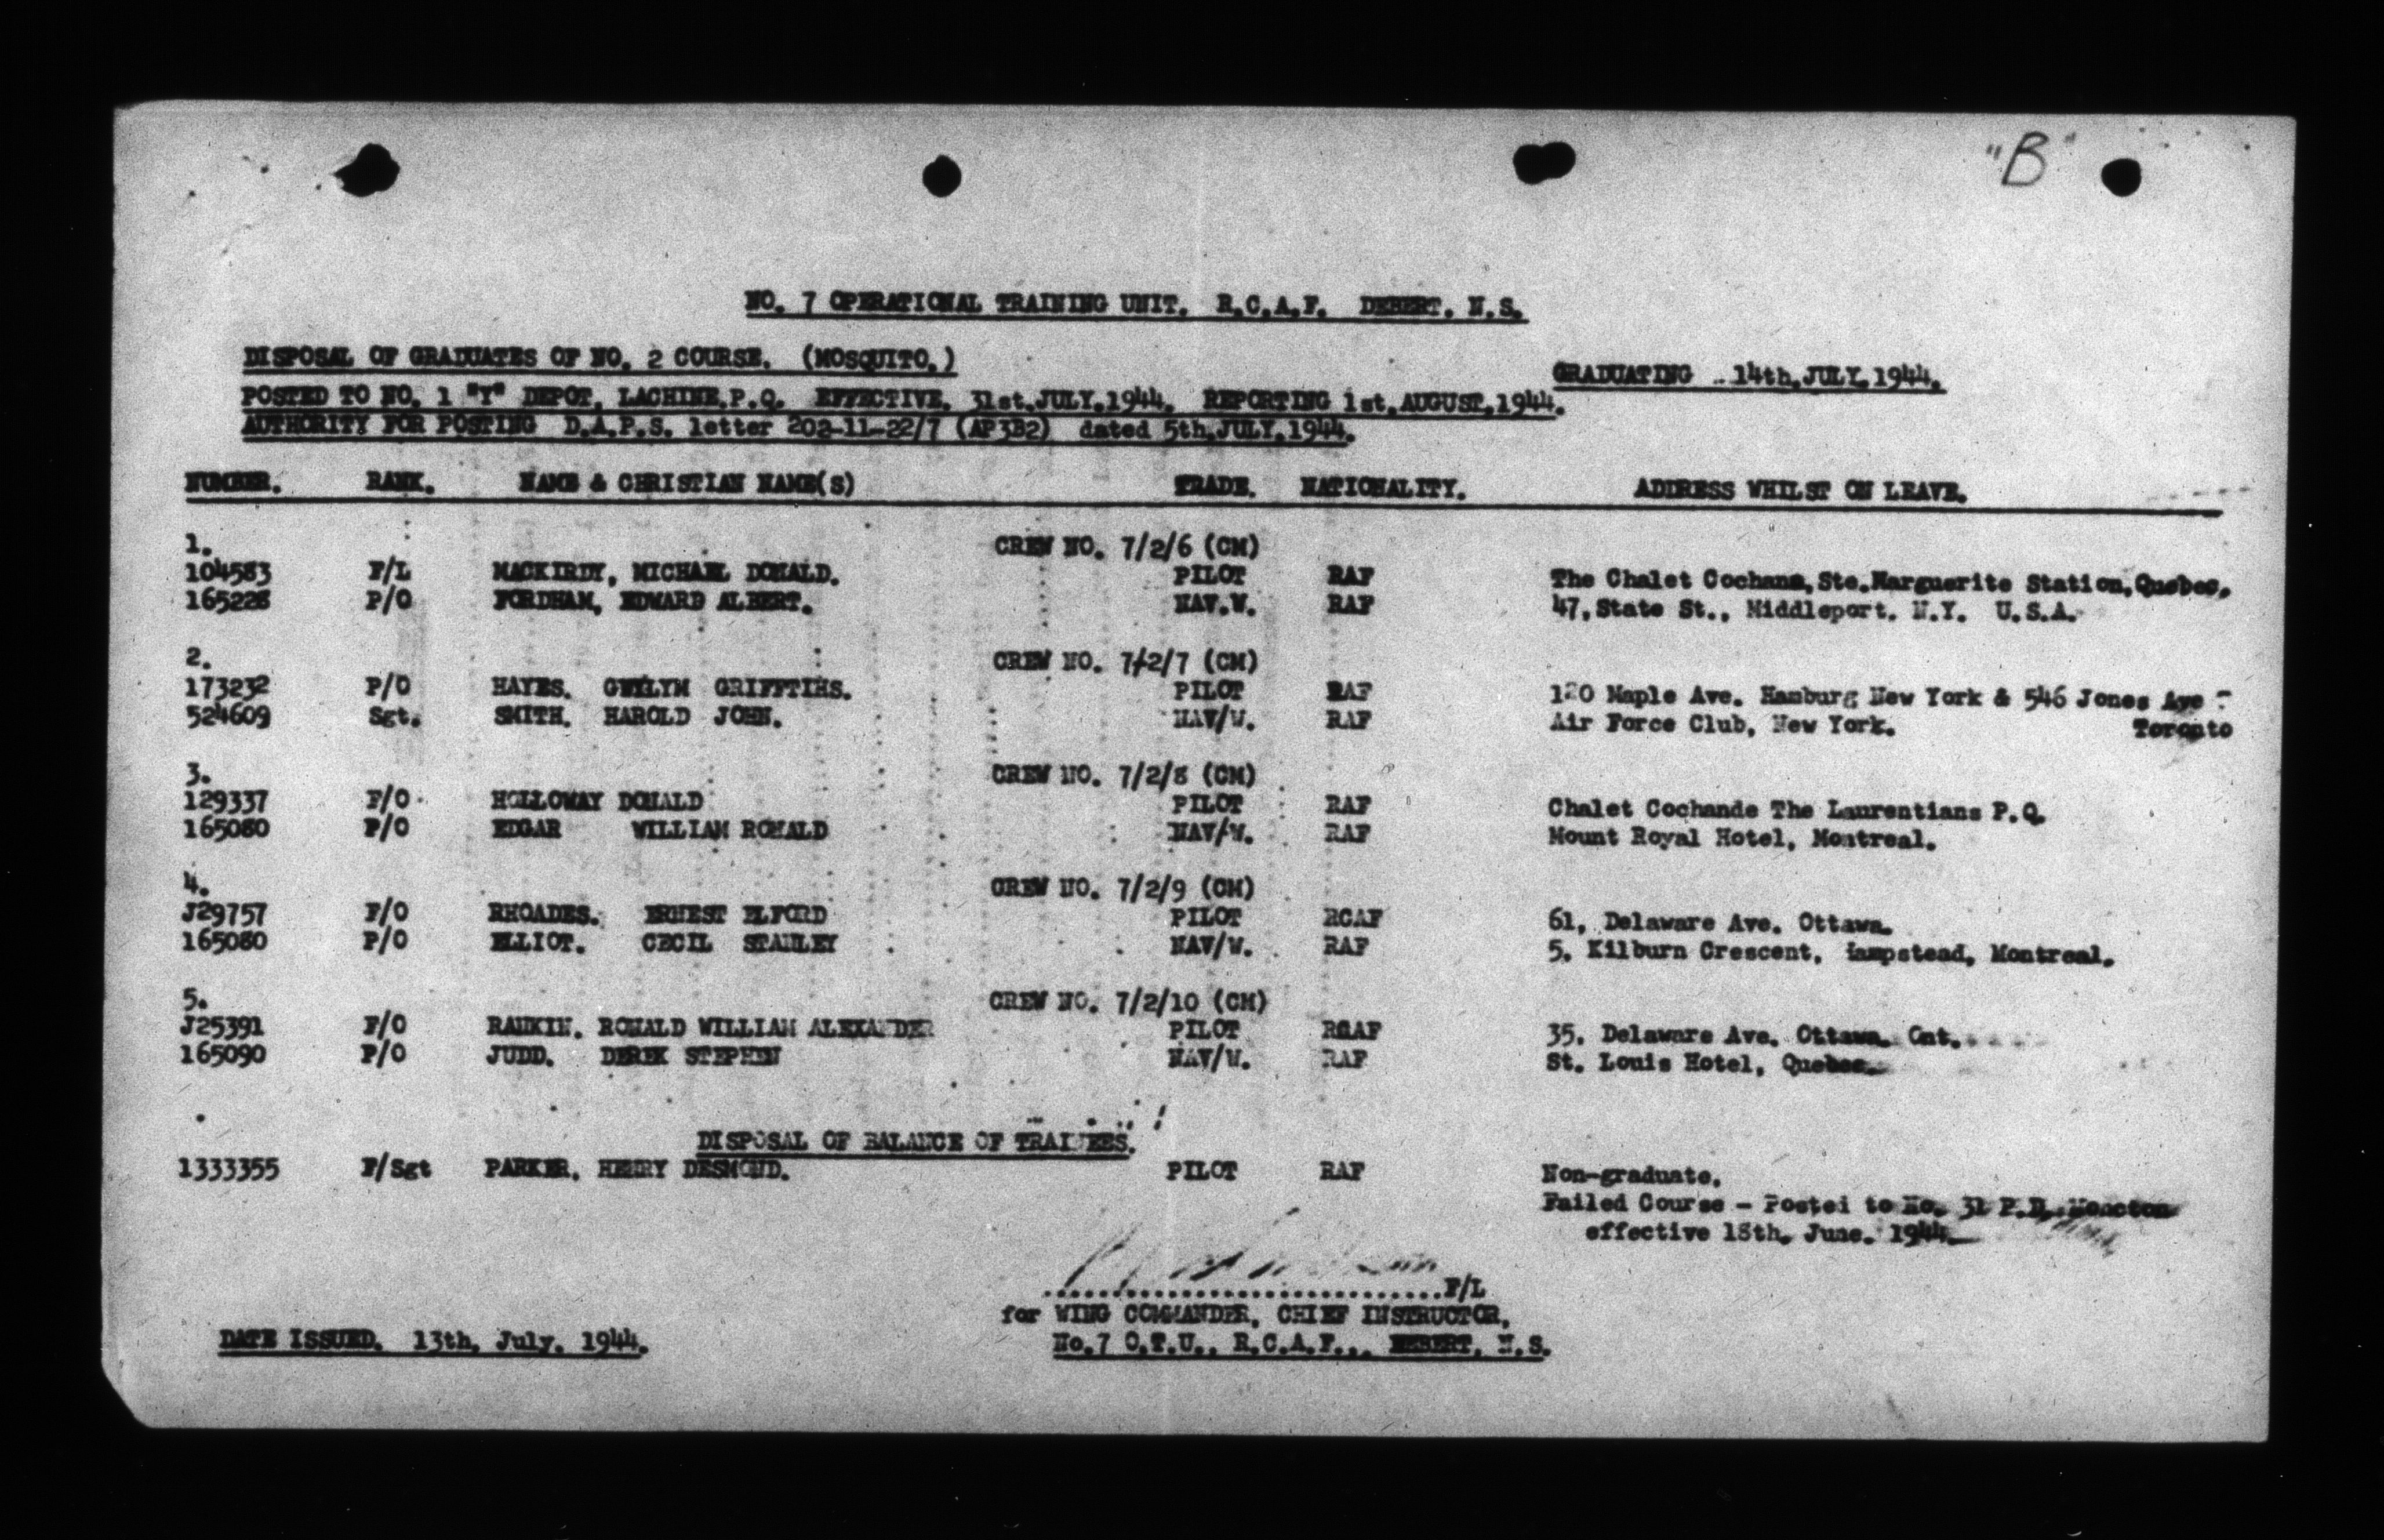 "B"
NO. 7 OPERATIONAL TRAINING UNIT. R.C.A.F. DEBERT. N.S.
DISPOSAL OF GRADUATES OF NO. 2 COURSE. (MOSQUITO.)
GRADUATING 14th.JULY.1944.
POSTED TO NO. 1 "Y" DEPOT, LACHINE.P.Q. EFFECTIVE. 31st.JULY.1944. REPORTING 1st.AUGUST.1944.
AUTHORITY FOR POSTING D.A.P.S. letter 202-11-22/7 (AP3B2) dated 5th.JULY.1944.
NUMBER. RANK. NAME & CHRISTIAN NAME(S) TRADE. NATIONALITY. ADDRESS WHILST ON LEAVE.
1. CREW NO. 7/2/6 (CM)
104583 F/L MACKIRDY, MICHAEL DONALD. PILOT RAF The Chalet Cochana, Ste.Marguerite Station, Quebec.
165228 P/O FORDHAM, EDWARD ALBERT. NAV.W. RAF 47, State St., Middleport. N.Y. U.S.A.
2. CREW NO. 7/2/7 (CM)
173232 P/O HAYES. GWILYM GRIFFTIHS. PILOT RAF 120 Maple Ave. Hamburg New York & 546 Jones Ave -
524609 Sgt. SMITH. HAROLD JOHN. NAV/W. RAF Air Force Club, New York. Toronto
3. CREW NO. 7/2/8 (CM)
129337 F/O HOLLOWAY DONALD PILOT RAF Chalet Cochande The Laurentians P.Q.
165080 P/O EDGAR WILLIAM RONALD NAV/W. RAF Mount Royal Hotel, Montreal.
4. CREW NO. 7/2/9 (CM)
J29757 F/O RHOADES. ERNEST ELFORD PILOT RCAF 61, Delaware Ave. Ottawa.
165080 P/O ELLIOT. CECIL STANLEY NAV/W. RAF 5. Kilburn Crescent, Hampstead, Montreal.
5. CREW NO. 7/2/10 (CM)
J25391 F/O RANKIN. RONALD WILLIAM ALEXANDER PILOT RCAF 35. Delaware Ave. Ottawa. Ont.
165090 P/O JUDD. DEREK STEPHEN NAV/W. RAF St. Louis Hotel, Quebec.
DISPOSAL OF BALANCE OF TRAINEES.
1333355 F/Sgt PARKER, HENRY DESMOND. PILOT RAF Non-graduate.
Failed Course - Posted to No. 31 P.D. Moncton
effective 18th. June. 1944.
F/L
for WING COMMANDER, CHIEF INSTRUCTOR,
No.7 O.T.U., R.C.A.F., DEBERT, N.S.
DATE ISSUED. 13th. July. 1944.